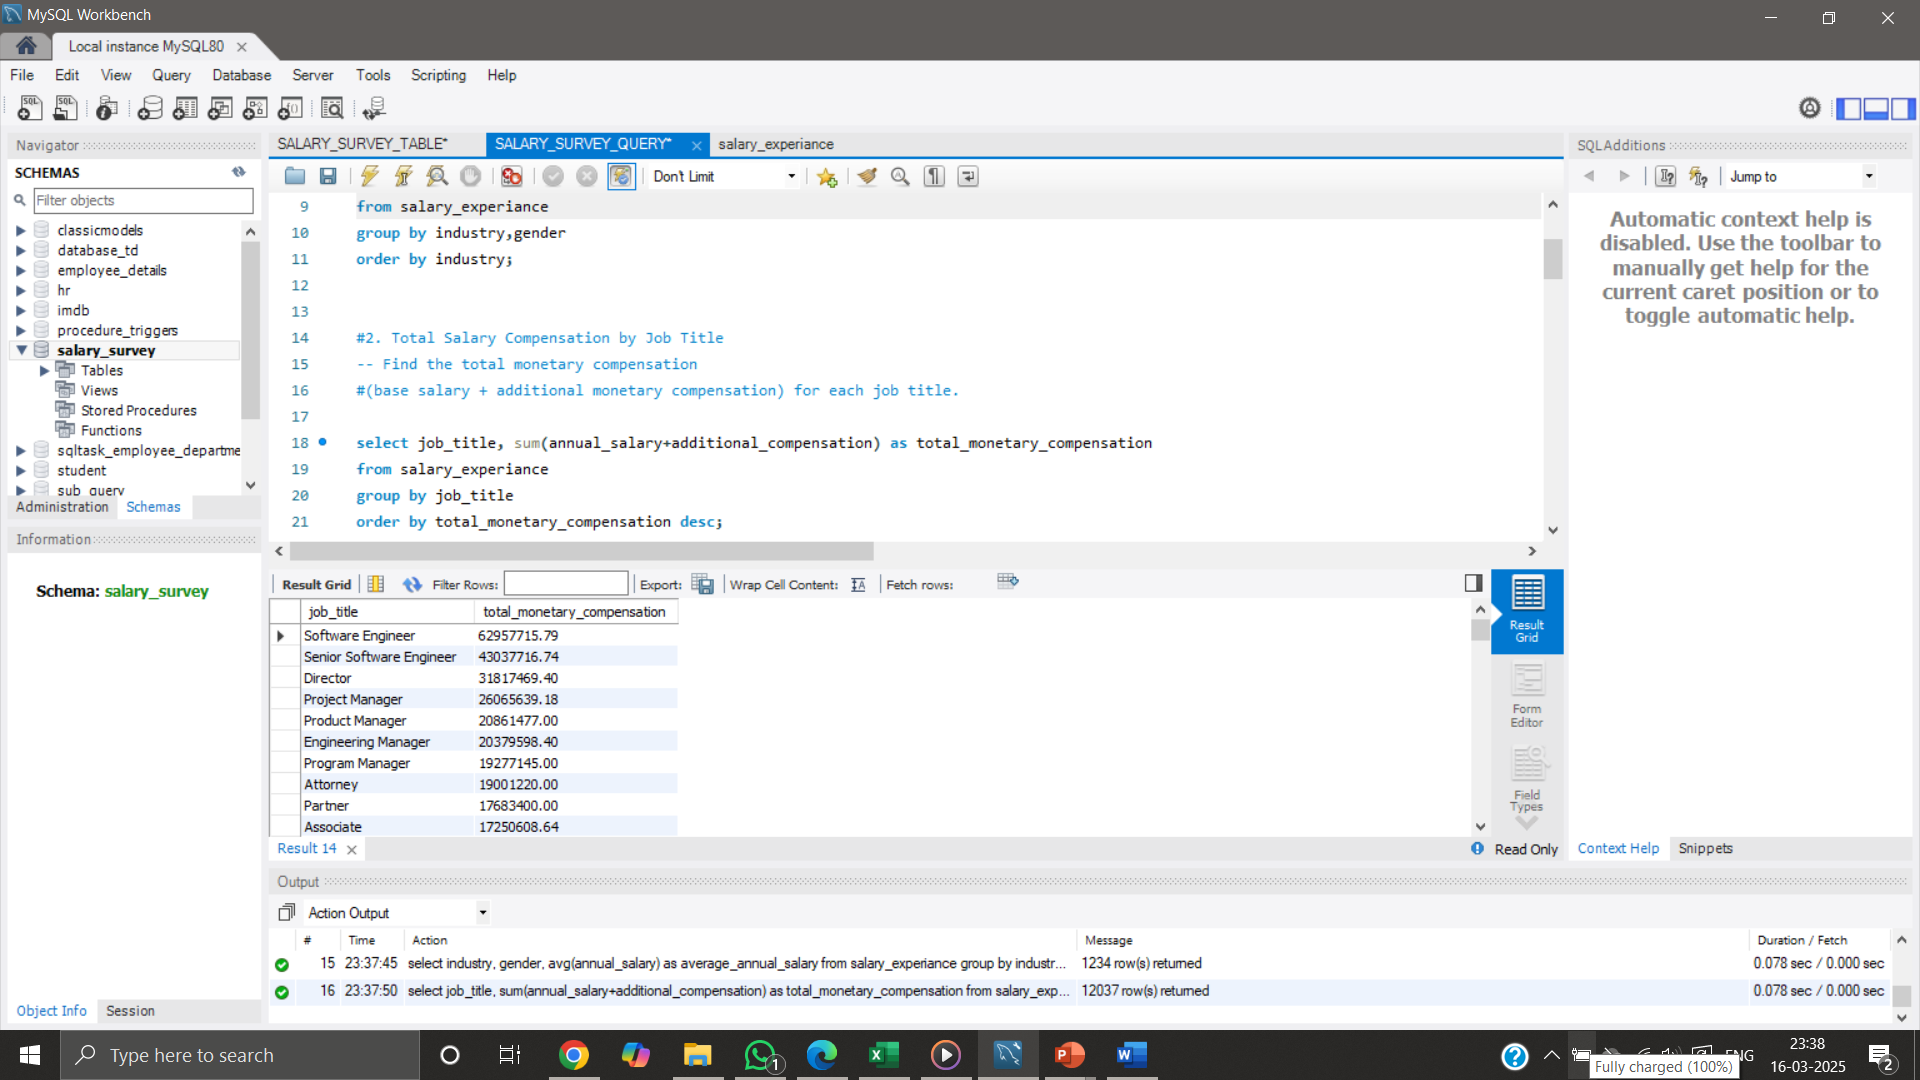 MySQL Workbench
Local instance MySQL80
File Edit View Query Database Server Tools Scripting Help
Navigator
SCHEMAS
Filter objects
classicmodels
database_td
employee_details
hr
imdb
procedure_triggers
salary_survey
Tables
Views
Stored Procedures
Functions
sqltask_employee_departme
student
sub_query
Administration Schemas
Information
Schema: salary_survey
Object Info Session
SALARY_SURVEY_TABLE* SALARY_SURVEY_QUERY* salary_experiance
Don't Limit
9 from salary_experiance
10 group by industry,gender
11 order by industry;
12
13
14 #2. Total Salary Compensation by Job Title
15 -- Find the total monetary compensation
16 #(base salary + additional monetary compensation) for each job title.
17
18 select job_title, sum(annual_salary+additional_compensation) as total_monetary_compensation
19 from salary_experiance
20 group by job_title
21 order by total_monetary_compensation desc;
Result Grid Filter Rows: Export: Wrap Cell Content: Fetch rows:
job_title total_monetary_compensation
Software Engineer 62957715.79
Senior Software Engineer 43037716.74
Director 31817469.40
Project Manager 26065639.18
Product Manager 20861477.00
Engineering Manager 20379598.40
Program Manager 19277145.00
Attorney 19001220.00
Partner 17683400.00
Associate 17250608.64
Result Grid
Form Editor
Field Types
Result 14
Read Only
SQLAdditions
Jump to
Automatic context help is
disabled. Use the toolbar to
manually get help for the
current caret position or to
toggle automatic help.
Context Help Snippets
Output
Action Output
# Time Action Message Duration / Fetch
15 23:37:45 select industry, gender, avg(annual_salary) as average_annual_salary from salary_experiance group by industr... 1234 row(s) returned 0.078 sec / 0.000 sec
16 23:37:50 select job_title, sum(annual_salary+additional_compensation) as total_monetary_compensation from salary_exp... 12037 row(s) returned 0.078 sec / 0.000 sec
Type here to search
1
ENG
Fully charged (100%)
23:38
16-03-2025
2